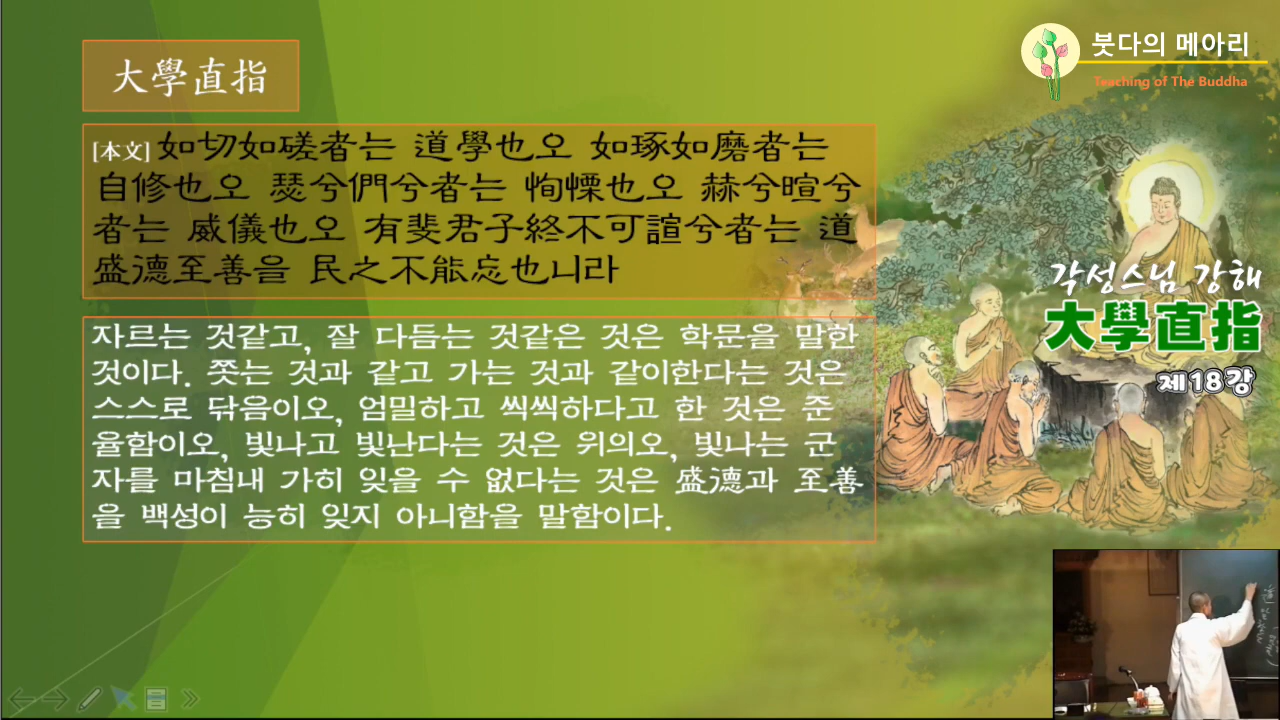 大學直指
붓다의 메아리
Teaching of The Buddha
[本文] 如切如磋者는 道學也오 如琢如磨者는
自修也오 瑟兮僩兮者는 恂慄也오 赫兮喧兮
者는 威儀也오 有斐君子終不可諠兮者는 道
盛德至善을 民之不能忘也니라
자르는 것같고, 잘 다듬는 것같은 것은 학문을 말한
것이다. 쪼는 것과 같고 가는 것과 같이한다는 것은
스스로 닦음이오, 엄밀하고 씩씩하다고 한 것은 준
율함이오, 빛나고 빛난다는 것은 위의오, 빛나는 군
자를 마침내 가히 잊을 수 없다는 것은 盛德과 至善
을 백성이 능히 잊지 아니함을 말함이다.
각성스님 강해
大學直指
제18강